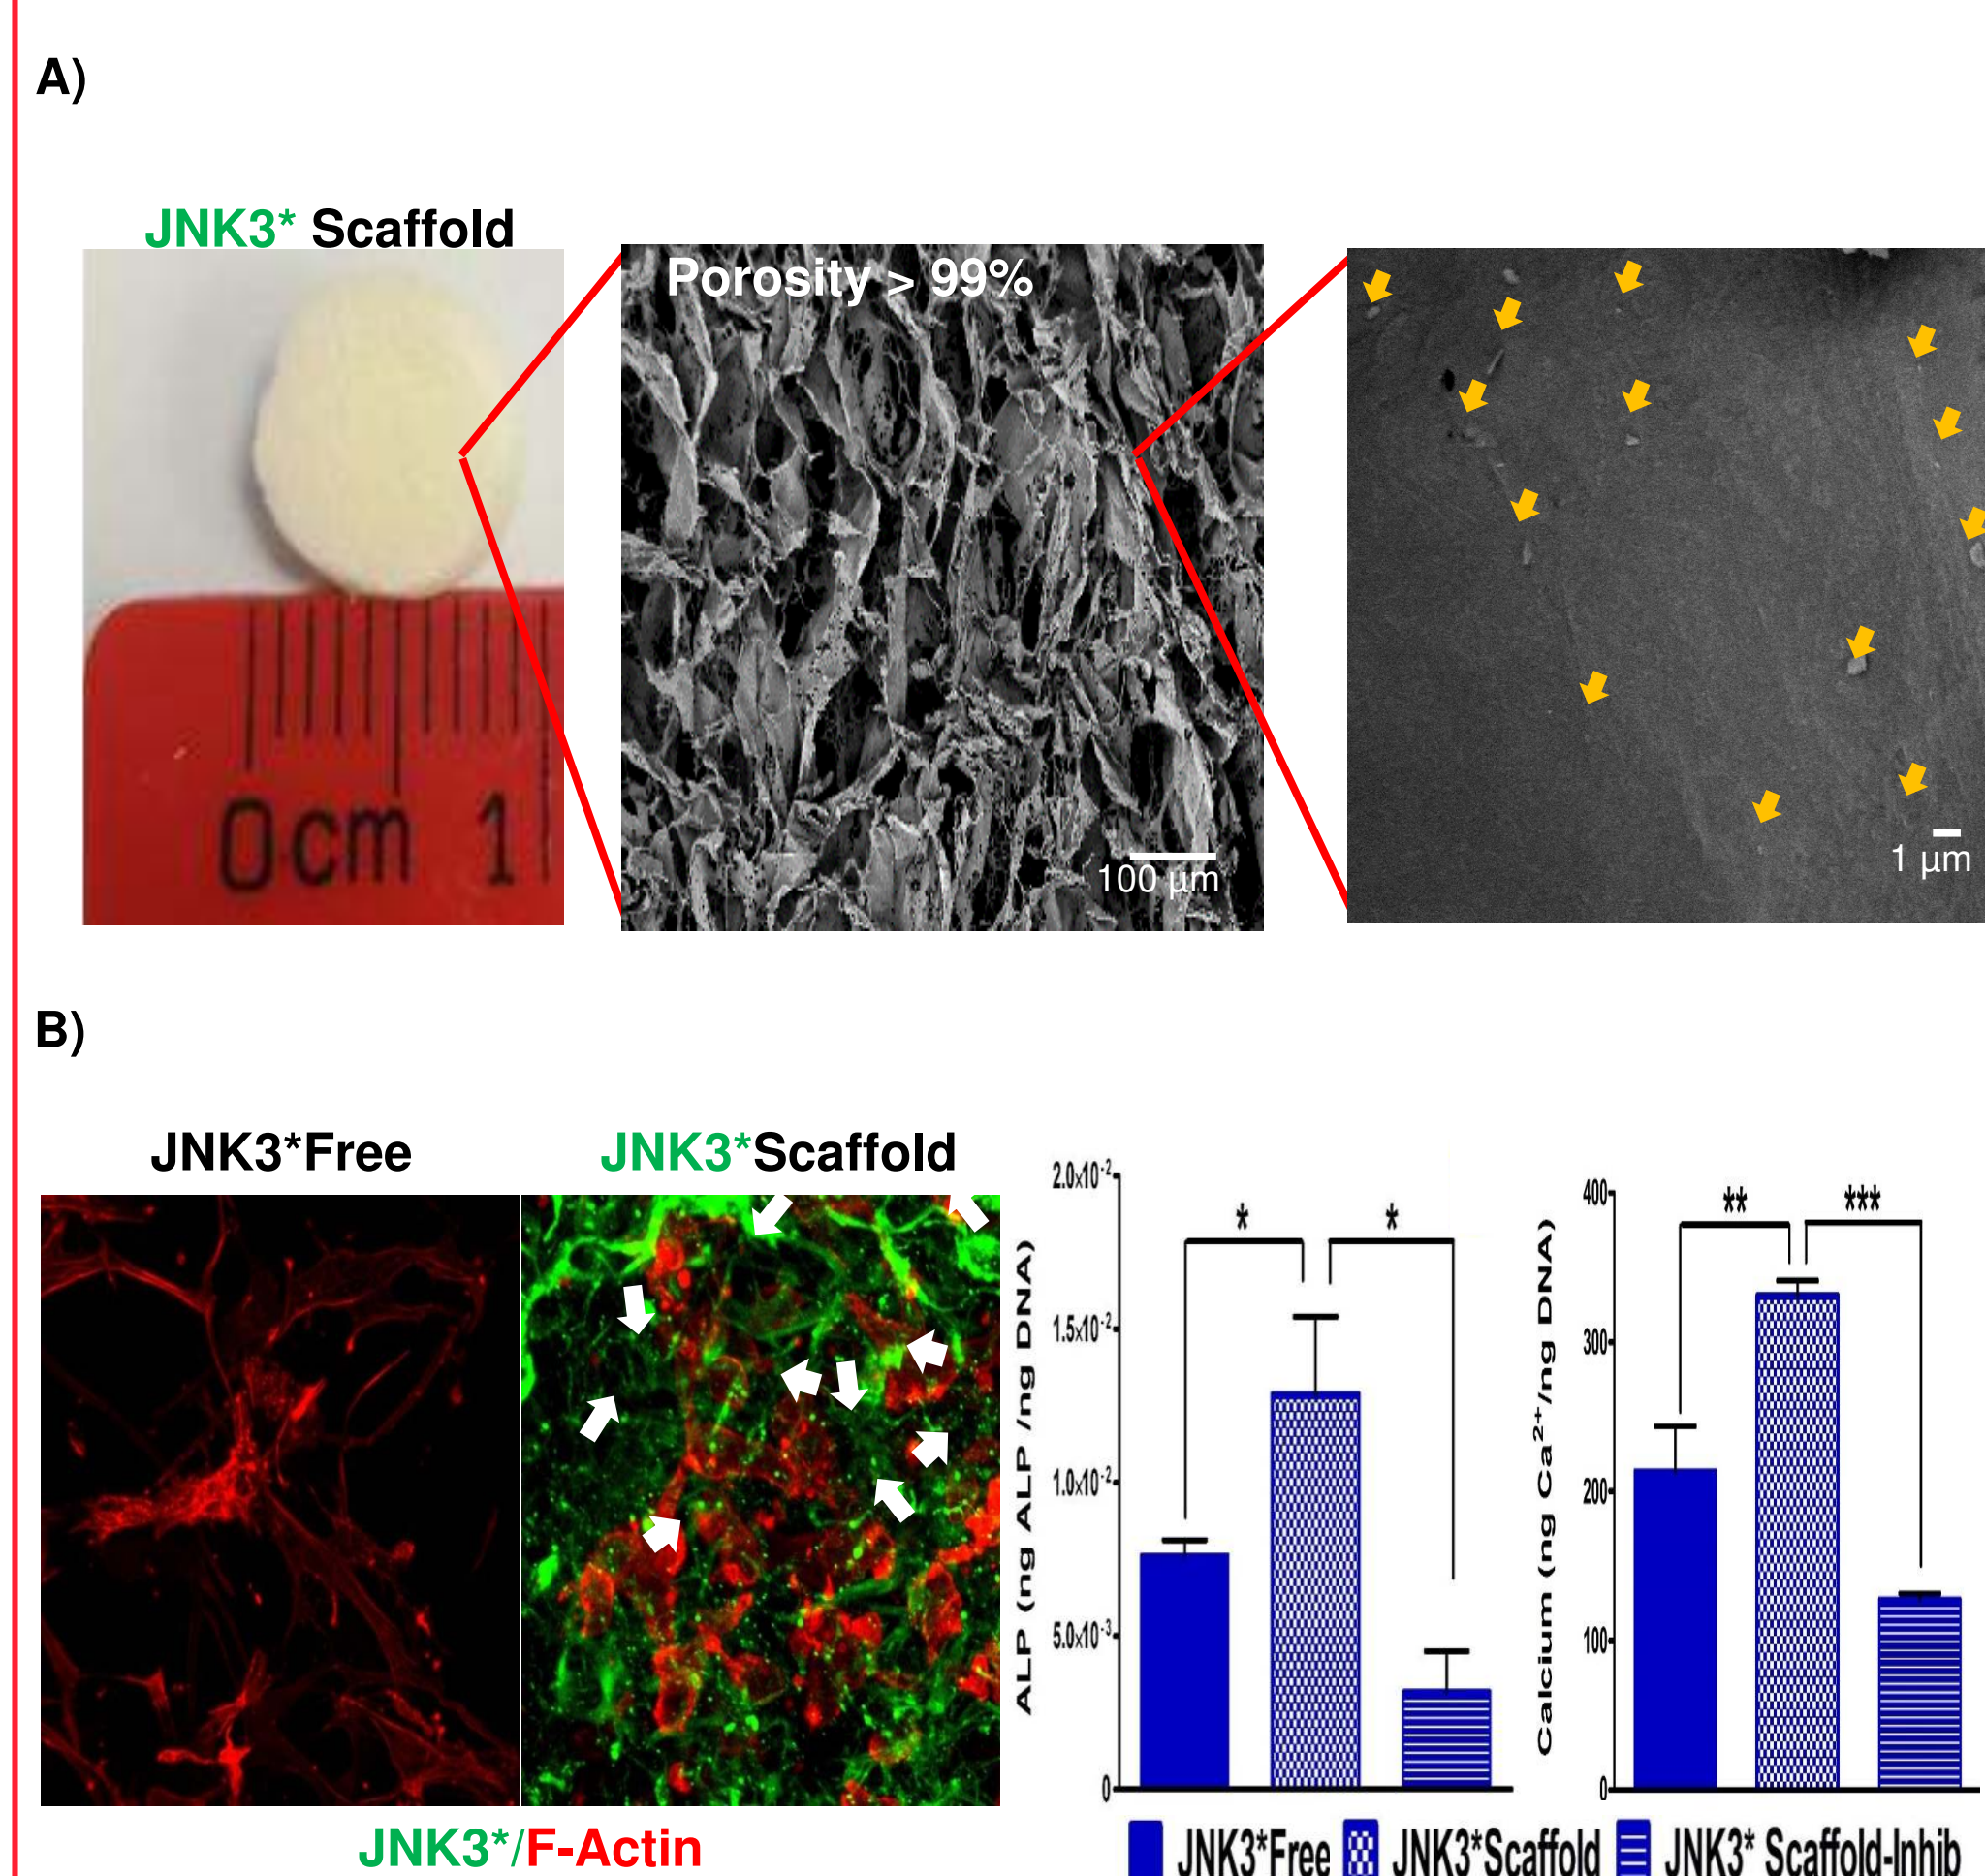 A)
JNK3* Scaffold
Porosity > 99%
0cm 1
100 µm
1 µm
B)
JNK3*Free
JNK3*Scaffold
JNK3*/F-Actin
ALP (ng ALP /ng DNA)
2.0x10⁻²
1.5x10⁻²
1.0x10⁻²
5.0x10⁻³
0
* *
Calcium (ng Ca²⁺/ng DNA)
400
300
200
100
0
** ***
JNK3*Free JNK3*Scaffold JNK3* Scaffold-Inhib